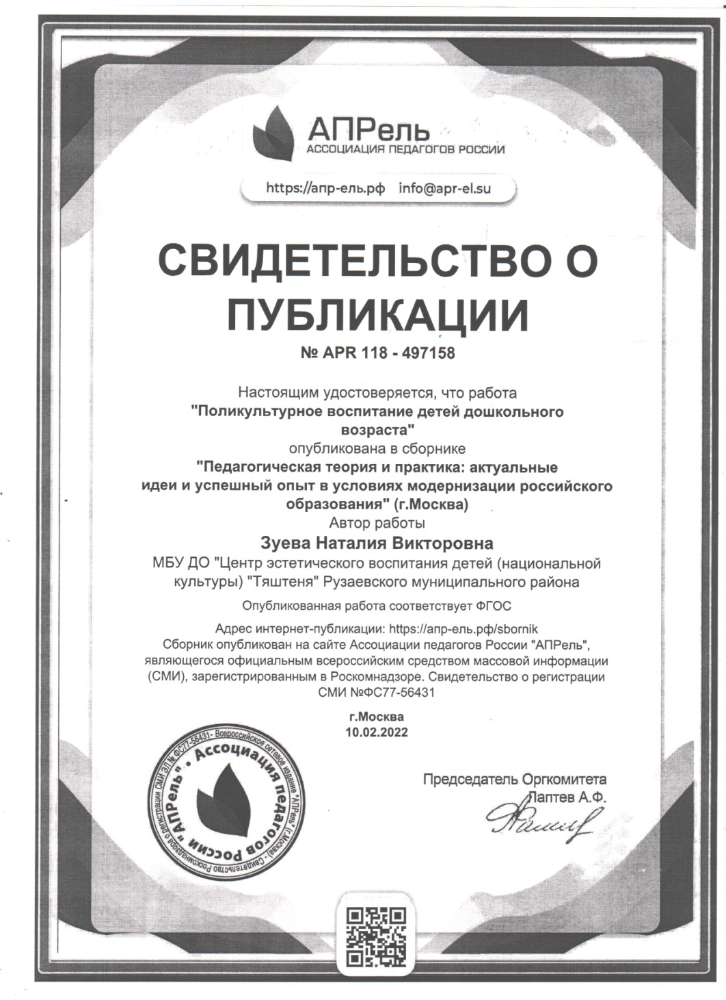 АПРель
АССОЦИАЦИЯ ПЕДАГОГОВ РОССИИ
https://апр-ель.рф info@apr-el.su
СВИДЕТЕЛЬСТВО О
ПУБЛИКАЦИИ
№ APR 118 - 497158
Настоящим удостоверяется, что работа
"Поликультурное воспитание детей дошкольного
возраста"
опубликована в сборнике
"Педагогическая теория и практика: актуальные
идеи и успешный опыт в условиях модернизации российского
образования" (г.Москва)
Автор работы
Зуева Наталия Викторовна
МБУ ДО "Центр эстетического воспитания детей (национальной
культуры) "Тяштеня" Рузаевского муниципального района
Опубликованная работа соответствует ФГОС
Адрес интернет-публикации: https://апр-ель.рф/sbornik
Сборник опубликован на сайте Ассоциации педагогов России "АПРель",
являющегося официальным всероссийским средством массовой информации
(СМИ), зарегистрированным в Роскомнадзоре. Свидетельство о регистрации
СМИ №ФС77-56431
г.Москва
10.02.2022
Председатель Оргкомитета
Лаптев А.Ф.
Всероссийское сетевое издание "АПРель" (г.Москва) - Свидетельство Роскомнадзора о регистрации СМИ ЭЛ № ФС77-56431-
Ассоциация педагогов России "АПРель" •